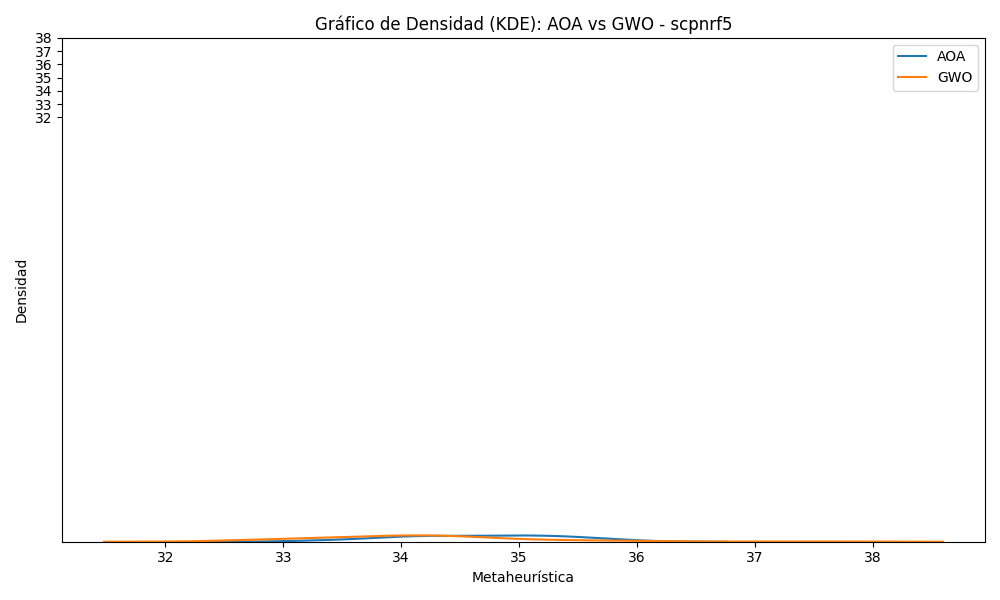 Gráfico de Densidad (KDE): AOA vs GWO - scpnrf5
AOA
GWO
38
37
36
35
34
33
32
Densidad
32 33 34 35 36 37 38
Metaheurística